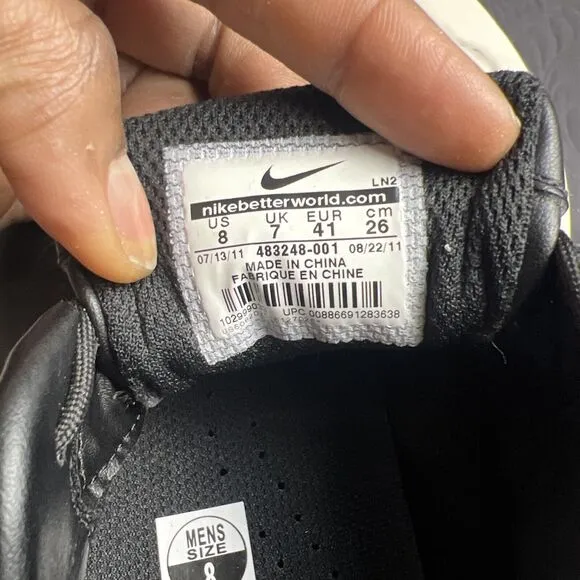 LN2
nikebetterworld.com
US UK EUR cm
8 7 41 26
07/13/11 483248-001 08/22/11
MADE IN CHINA
FABRIQUE EN CHINE
UPC 00886691283638
MENS
SIZE
8